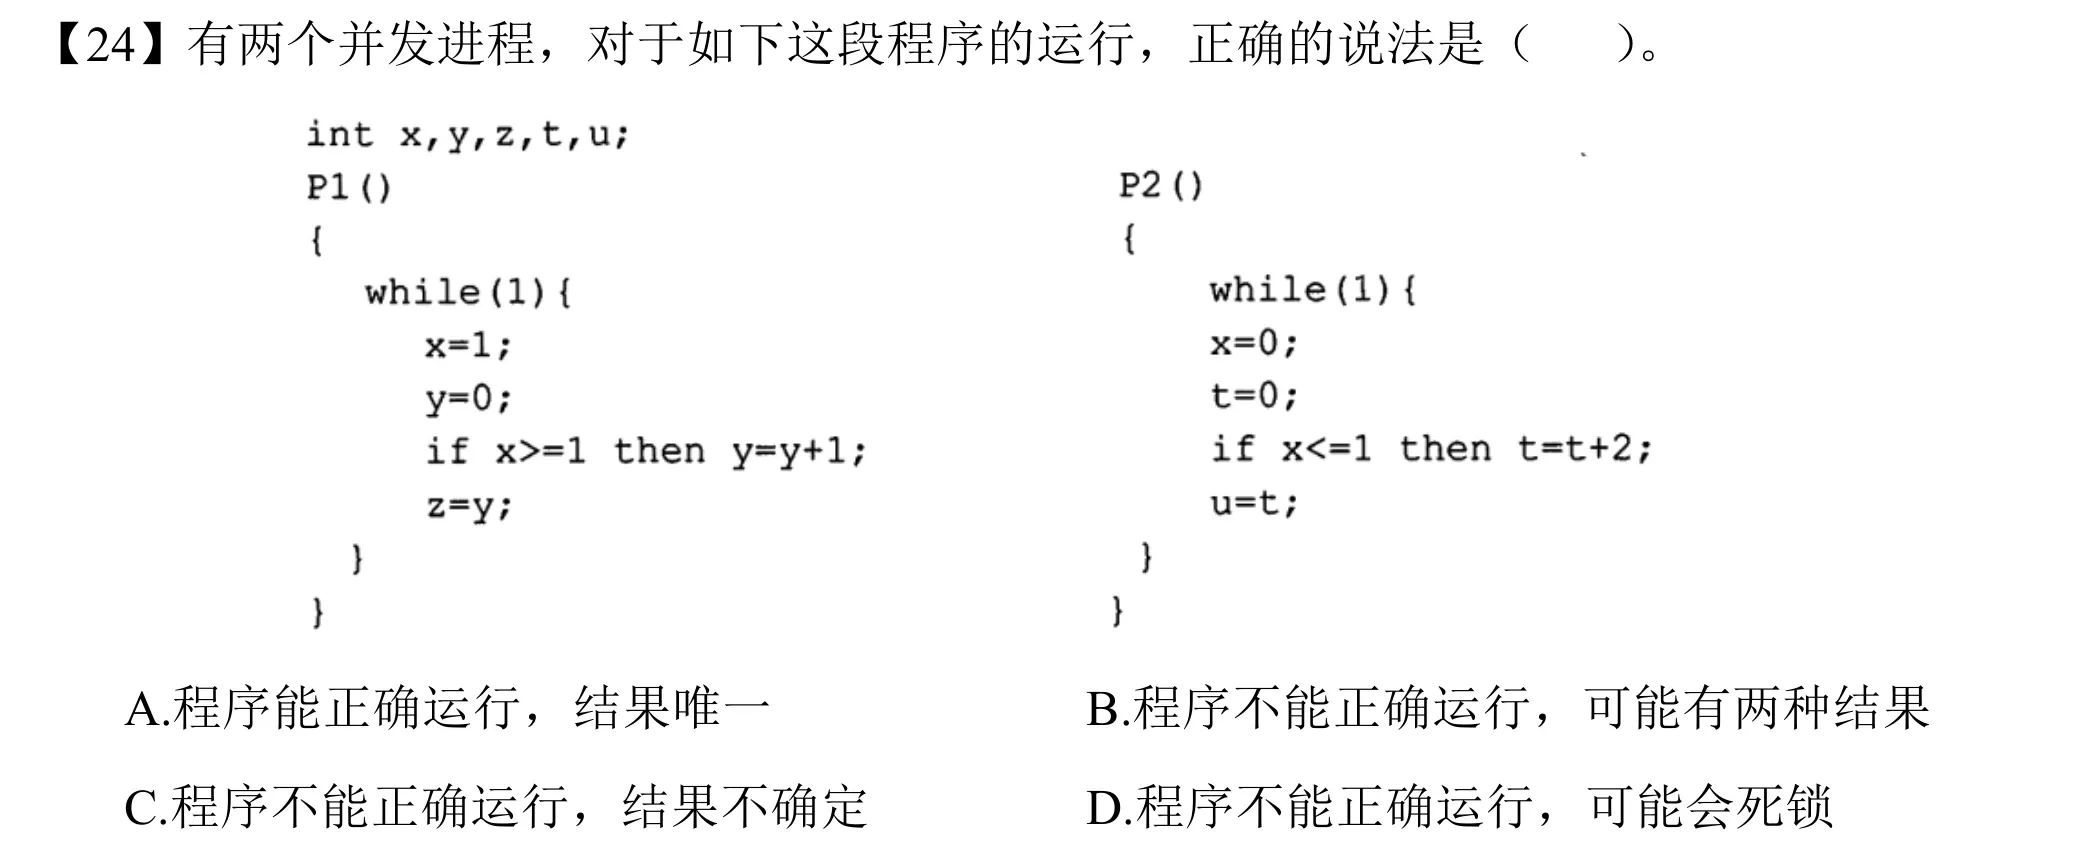 【24】有两个并发进程，对于如下这段程序的运行，正确的说法是（　　）。
int x,y,z,t,u;
P1()
{
while(1){
x=1;
y=0;
if x>=1 then y=y+1;
z=y;
}
}
P2()
{
while(1){
x=0;
t=0;
if x<=1 then t=t+2;
u=t;
}
}
A.程序能正确运行，结果唯一
B.程序不能正确运行，可能有两种结果
C.程序不能正确运行，结果不确定
D.程序不能正确运行，可能会死锁